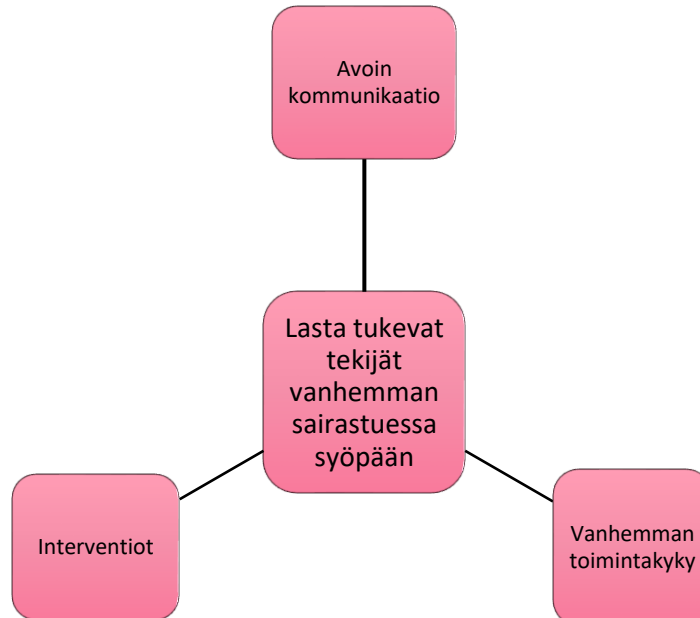 Avoin
kommunikaatio
Lasta tukevat
tekijät
vanhemman
sairastuessa
syöpään
Interventiot
Vanhemman
toimintakyky